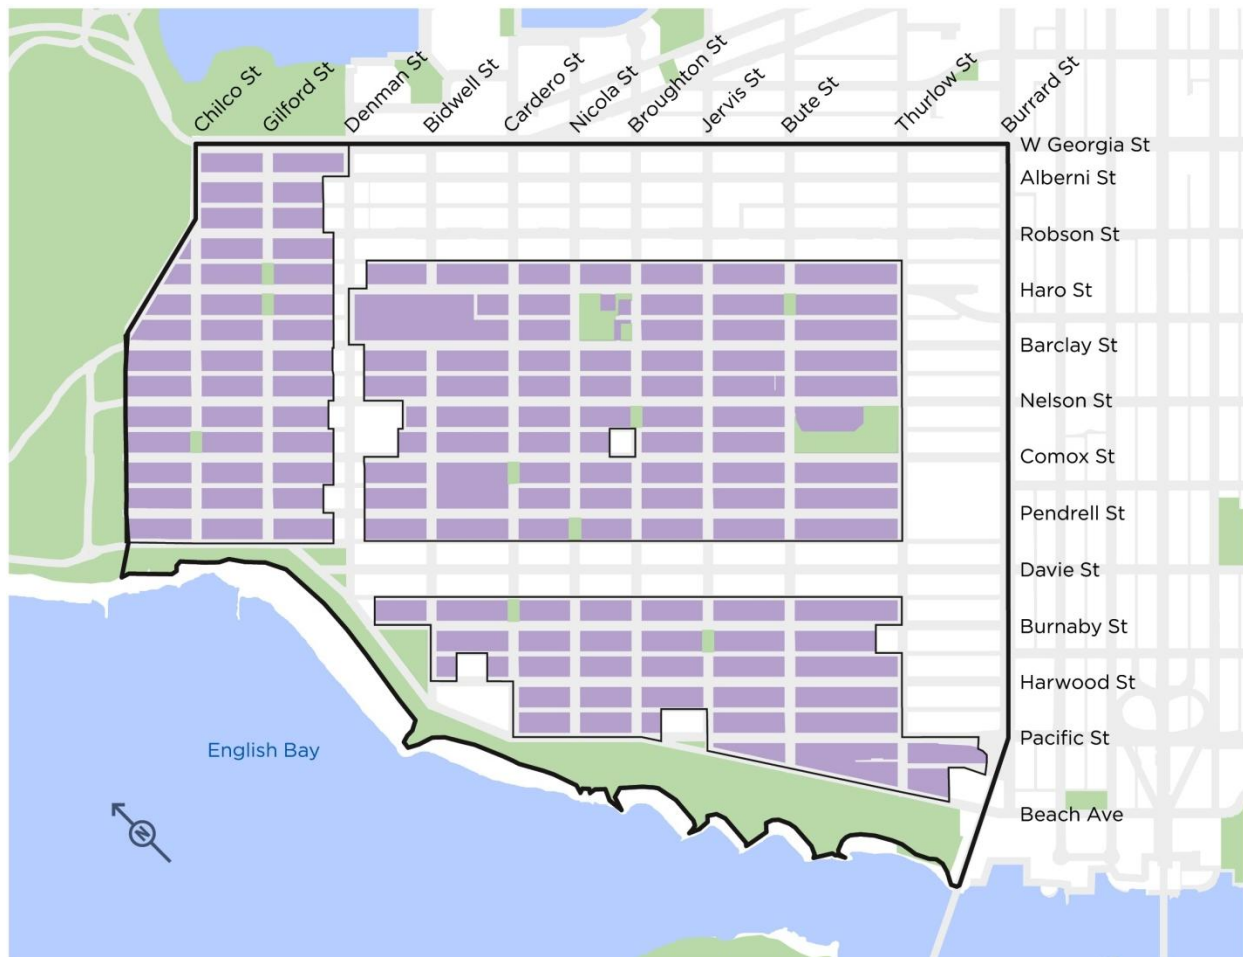 Chilco St
Gilford St
Denman St
Bidwell St
Cardero St
Nicola St
Broughton St
Jervis St
Bute St
Thurlow St
Burrard St
W Georgia St
Alberni St
Robson St
Haro St
Barclay St
Nelson St
Comox St
Pendrell St
Davie St
Burnaby St
Harwood St
Pacific St
English Bay
Beach Ave
N